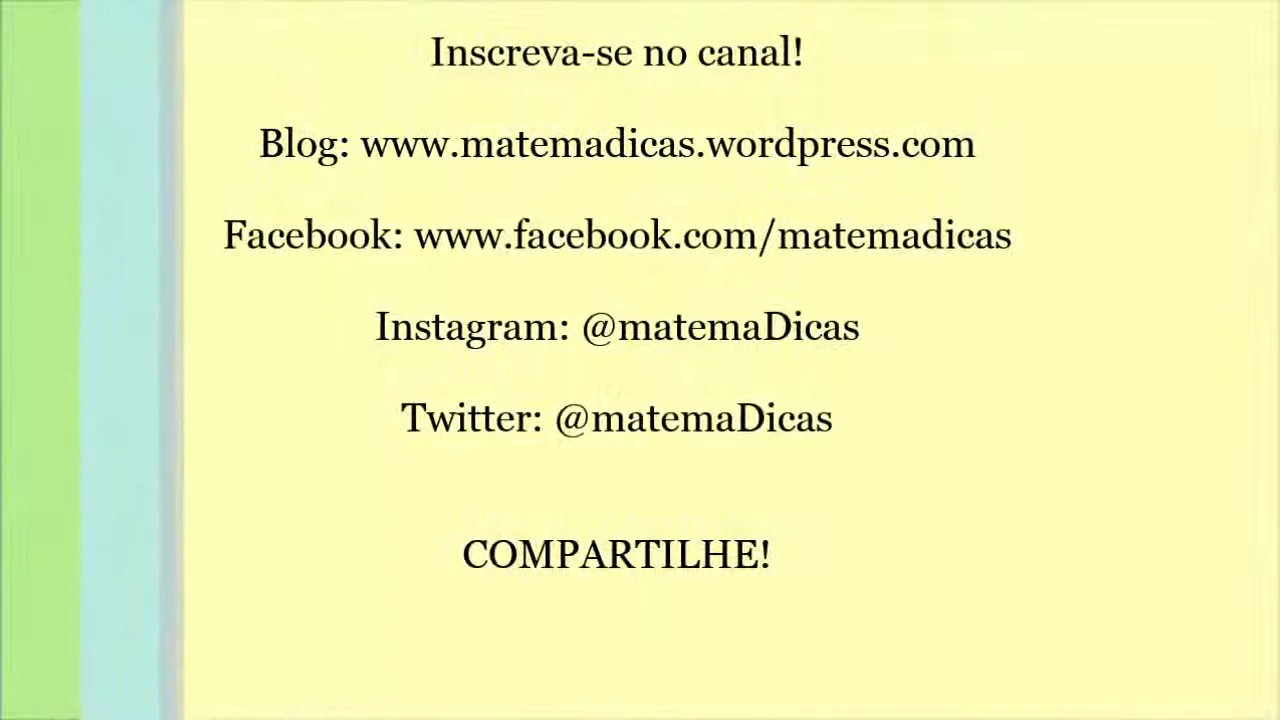 Inscreva-se no canal!
Blog: www.matemadicas.wordpress.com
Facebook: www.facebook.com/matemadicas
Instagram: @matemaDicas
Twitter: @matemaDicas
COMPARTILHE!